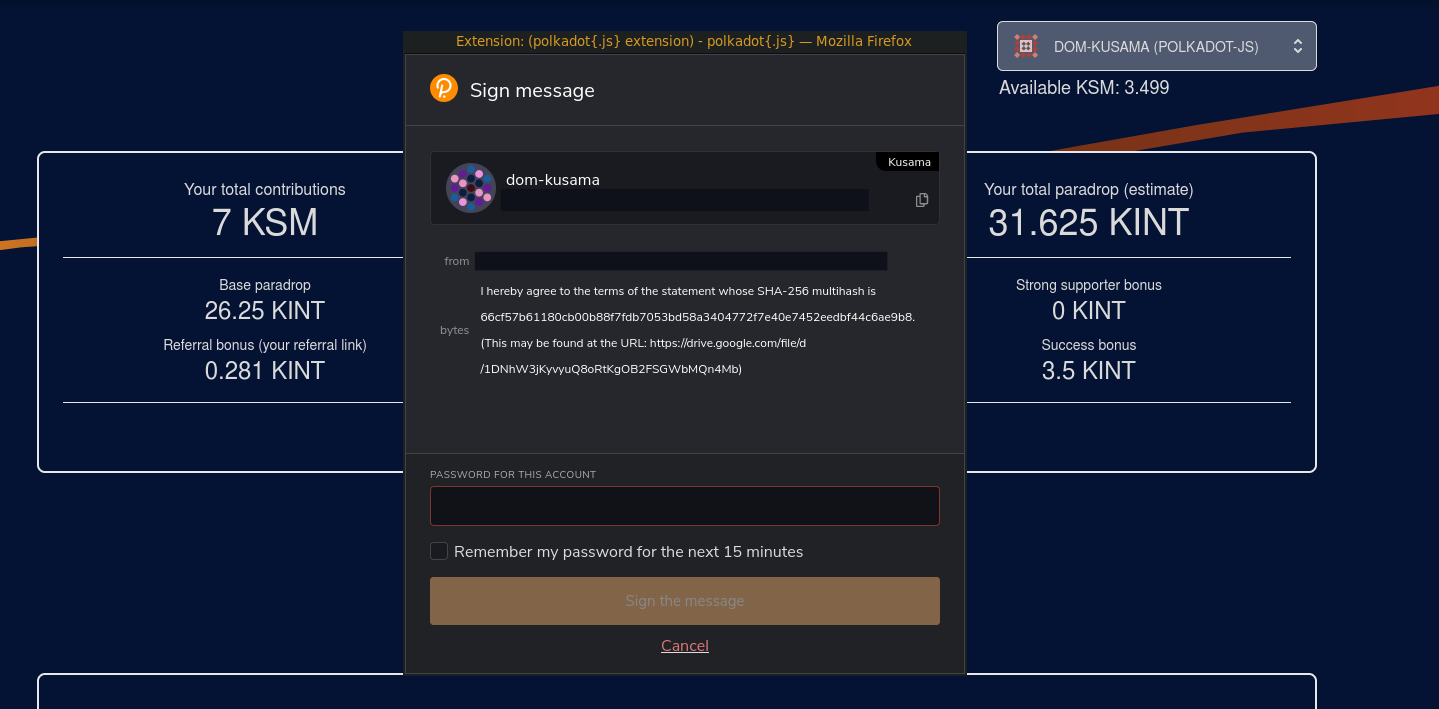 Extension: (polkadot{.js} extension) - polkadot{.js} — Mozilla Firefox
DOM-KUSAMA (POLKADOT-JS)
Available KSM: 3.499
Sign message
Kusama
dom-kusama
from
bytes
I hereby agree to the terms of the statement whose SHA-256 multihash is
66cf57b61180cb00b88f7fdb7053bd58a3404772f7e40e7452eedbf44c6ae9b8.
(This may be found at the URL: https://drive.google.com/file/d
/1DNhW3jKyvyuQ8oRtKgOB2FSGWbMQn4Mb)
PASSWORD FOR THIS ACCOUNT
Remember my password for the next 15 minutes
Sign the message
Cancel
Your total contributions
7 KSM
Base paradrop
26.25 KINT
Referral bonus (your referral link)
0.281 KINT
Your total paradrop (estimate)
31.625 KINT
Strong supporter bonus
0 KINT
Success bonus
3.5 KINT